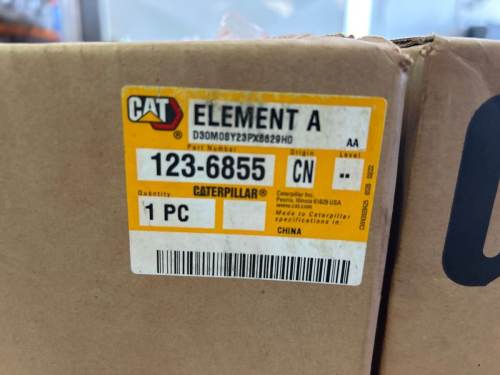 CAT
®
ELEMENT A
D30M08Y23PX8629H0
AA
Part Number
Origin
Level
123-6855
CN
--
Quantity
CATERPILLAR®
1 PC
Caterpillar Inc.
Peoria, Illinois 61629 USA
www.cat.com
Made to Caterpillar
specifications in:
CHINA